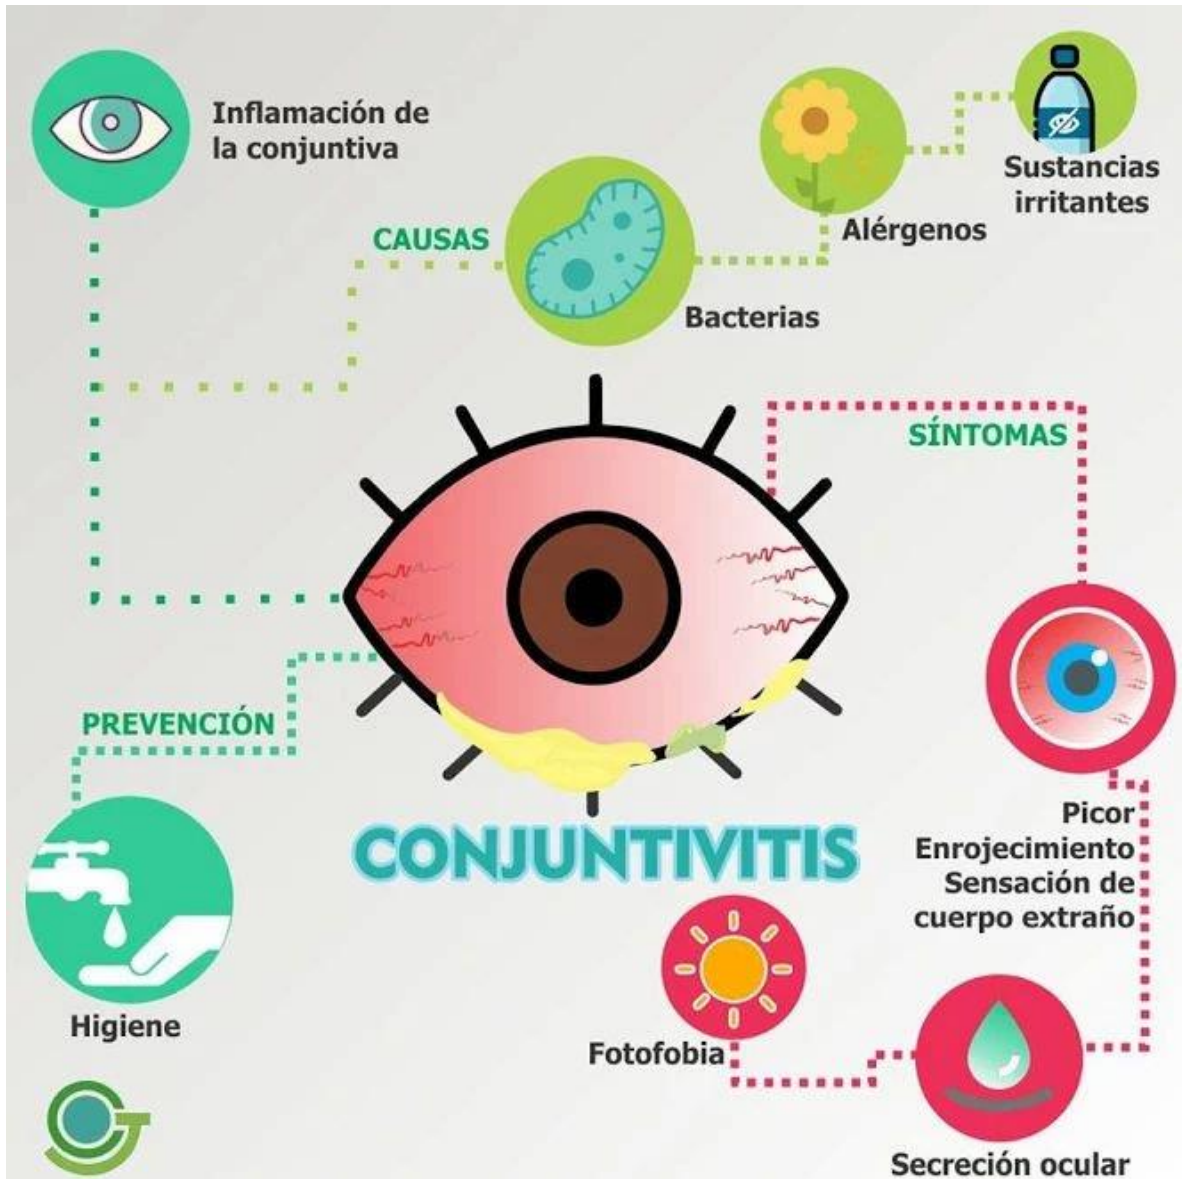 Inflamación de
la conjuntiva
CAUSAS
Bacterias
Alérgenos
Sustancias
irritantes
SÍNTOMAS
Picor
Enrojecimiento
Sensación de
cuerpo extraño
Secreción ocular
Fotofobia
PREVENCIÓN
Higiene
CONJUNTIVITIS